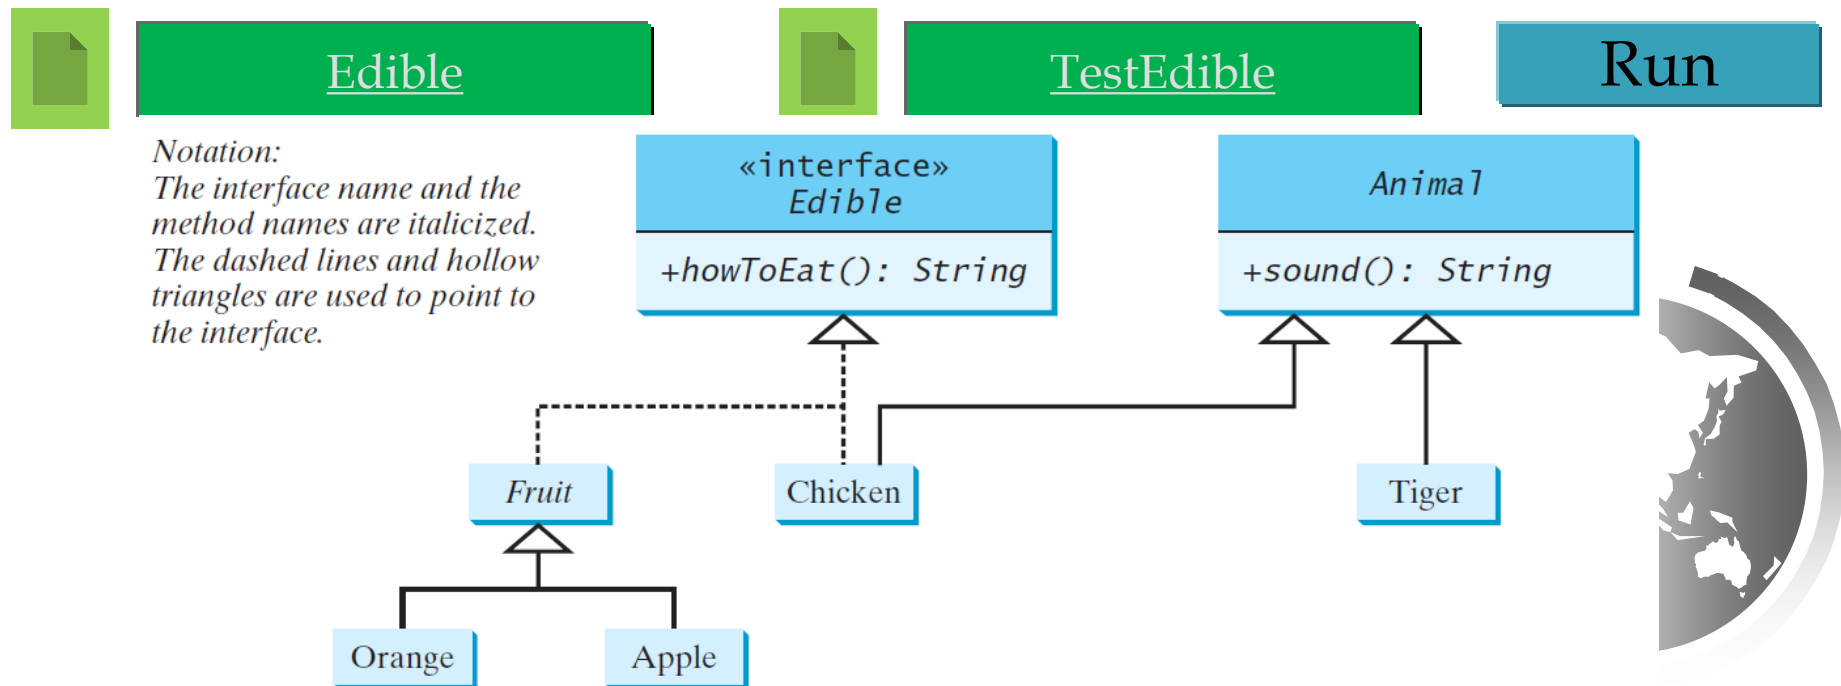 Edible
TestEdible
Run
Notation:
The interface name and the
method names are italicized.
The dashed lines and hollow
triangles are used to point to
the interface.
«interface»
Edible
+howToEat(): String
Animal
+sound(): String
Fruit
Chicken
Tiger
Orange
Apple